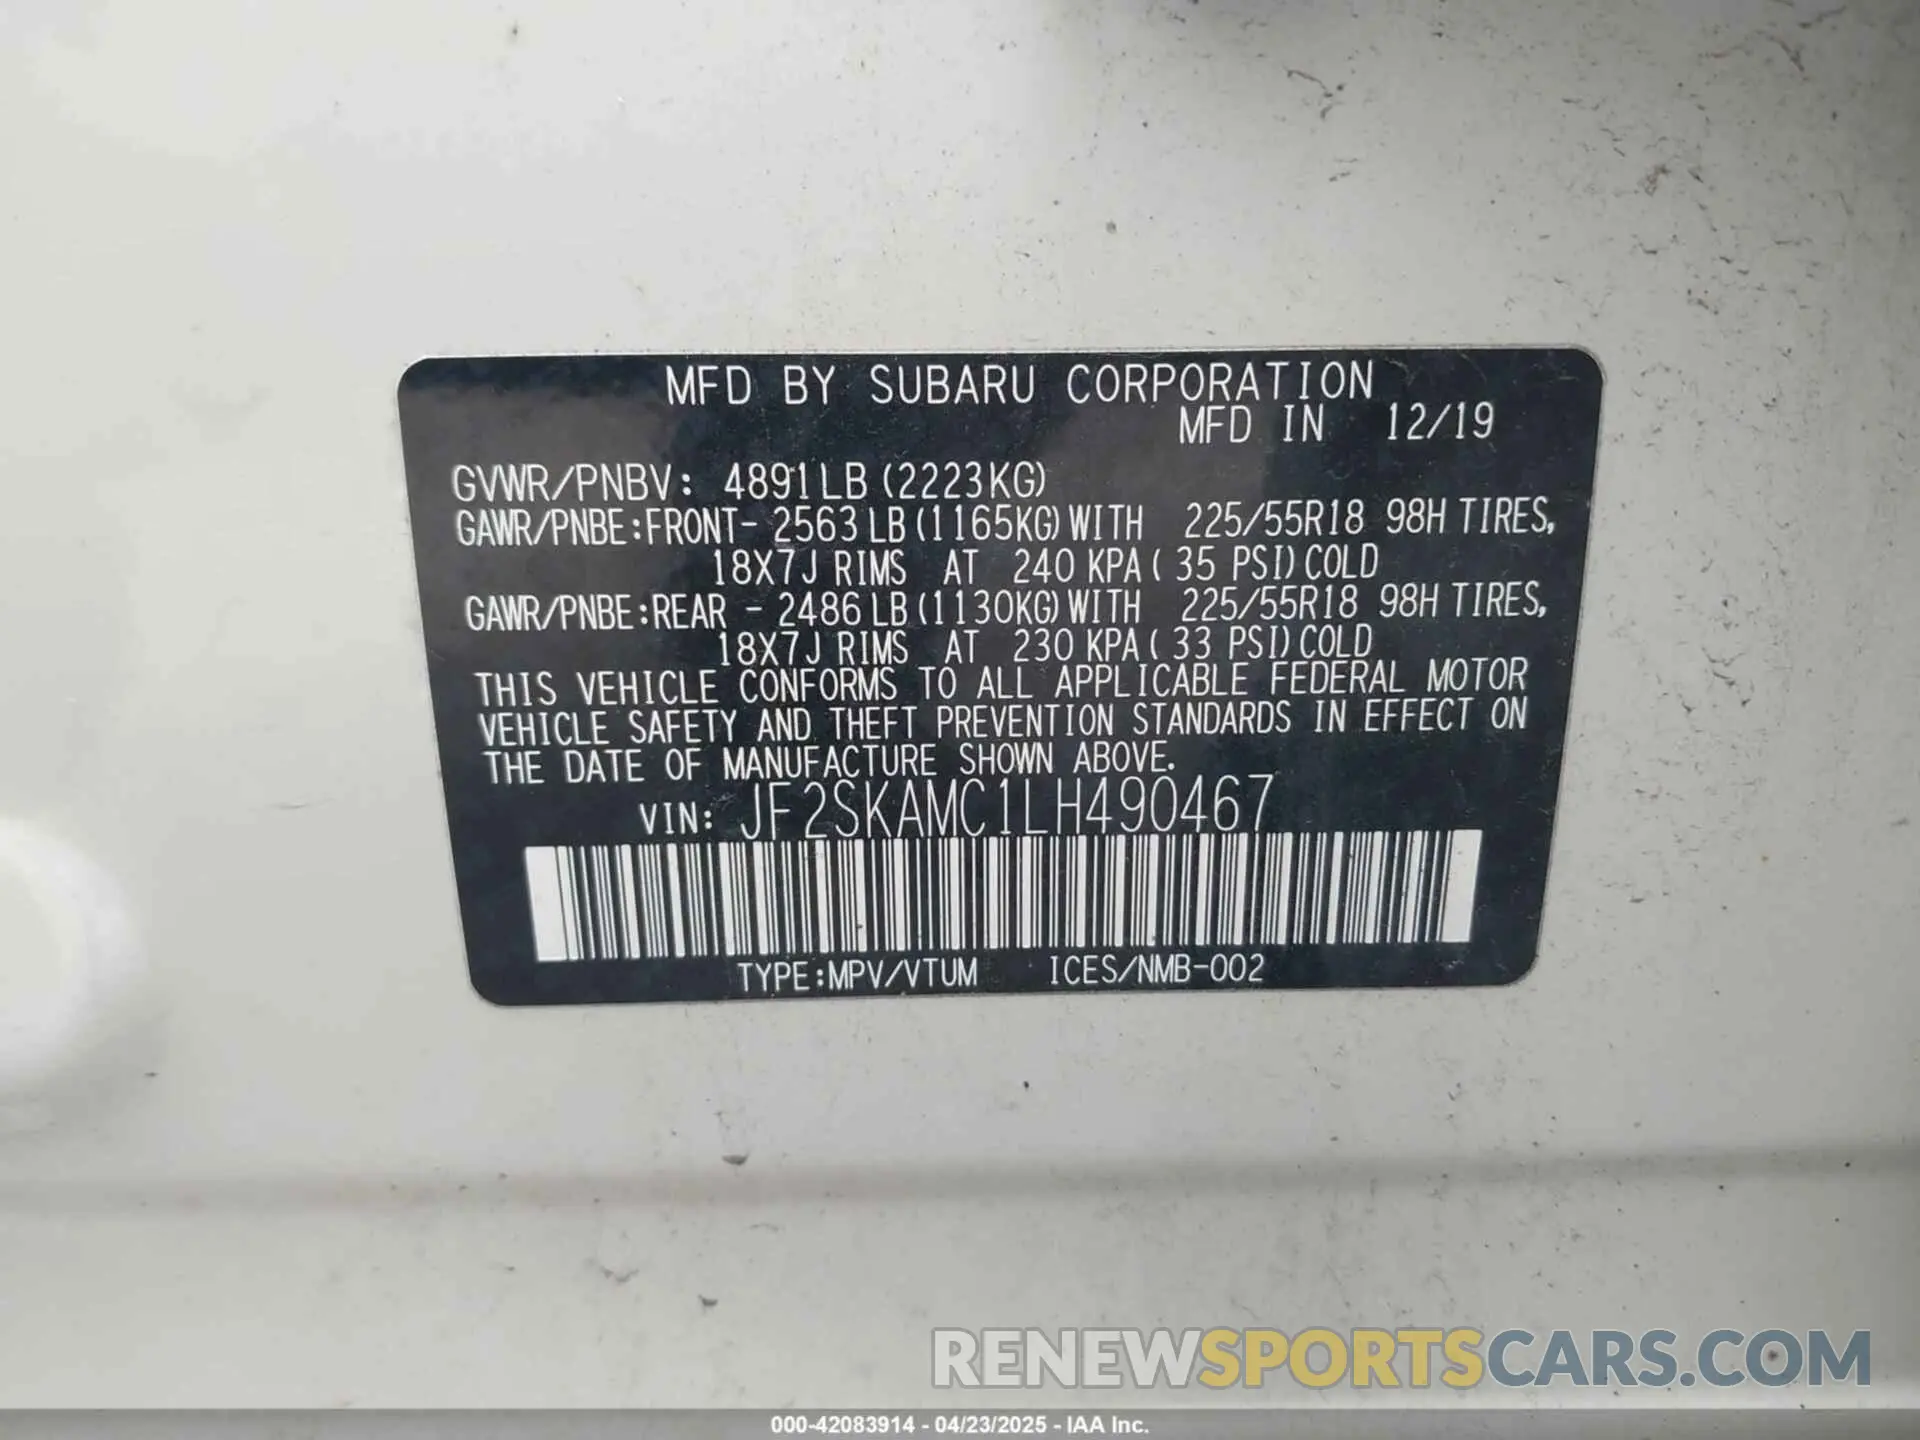 MFD BY SUBARU CORPORATION
MFD IN 12/19
GVWR/PNBV: 4891LB (2223KG)
GAWR/PNBE:FRONT- 2563 LB (1165KG) WITH 225/55R18 98H TIRES,
18X7J RIMS AT 240 KPA ( 35 PSI) COLD
GAWR/PNBE:REAR - 2486 LB (1130KG) WITH 225/55R18 98H TIRES,
18X7J RIMS AT 230 KPA ( 33 PSI) COLD
THIS VEHICLE CONFORMS TO ALL APPLICABLE FEDERAL MOTOR
VEHICLE SAFETY AND THEFT PREVENTION STANDARDS IN EFFECT ON
THE DATE OF MANUFACTURE SHOWN ABOVE.
VIN: JF2SKAMC1LH490467
TYPE:MPV/VTUM ICES/NMB-002
RENEWSPORTSCARS.COM
000-42083914 - 04/23/2025 - IAA Inc.